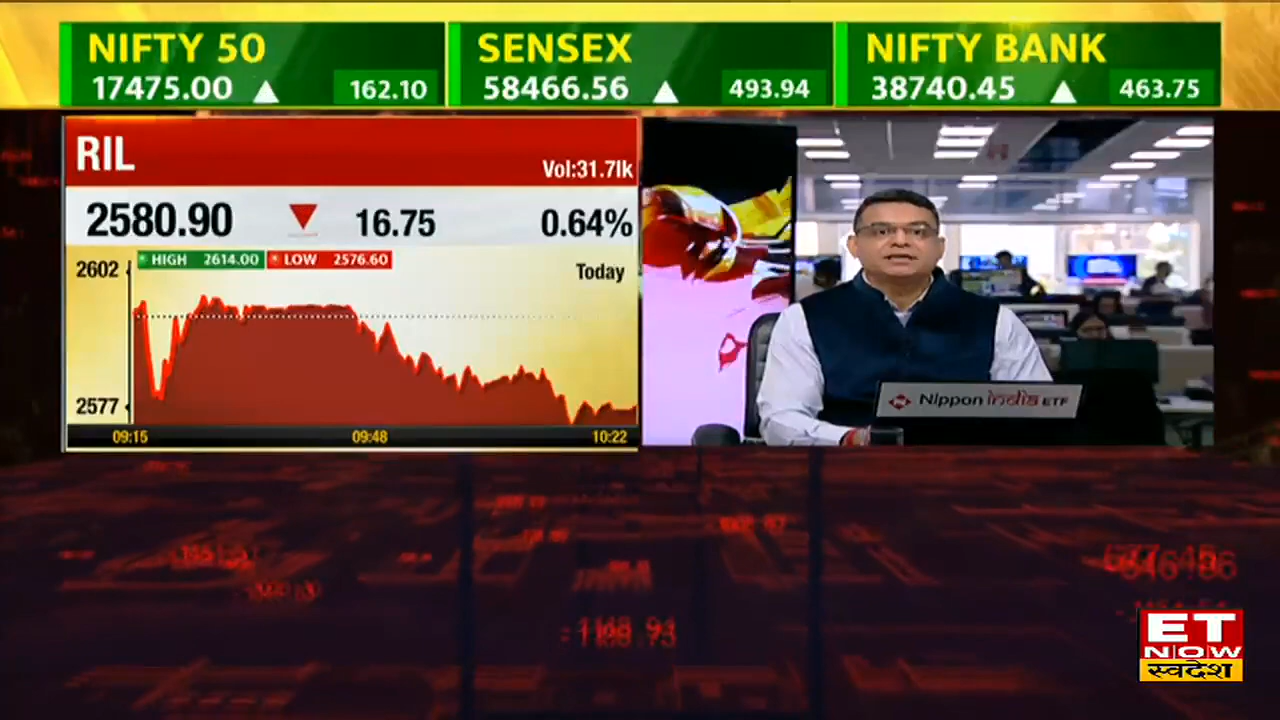 NIFTY 50
17475.00 ▲ 162.10
SENSEX
58466.56 ▲ 493.94
NIFTY BANK
38740.45 ▲ 463.75
RIL
Vol:31.7lk
2580.90 ▼ 16.75 0.64%
HIGH 2614.00 LOW 2576.60
Today
2602
2577
09:15 09:48 10:22
Nippon india ETF
ET
NOW
स्वदेश